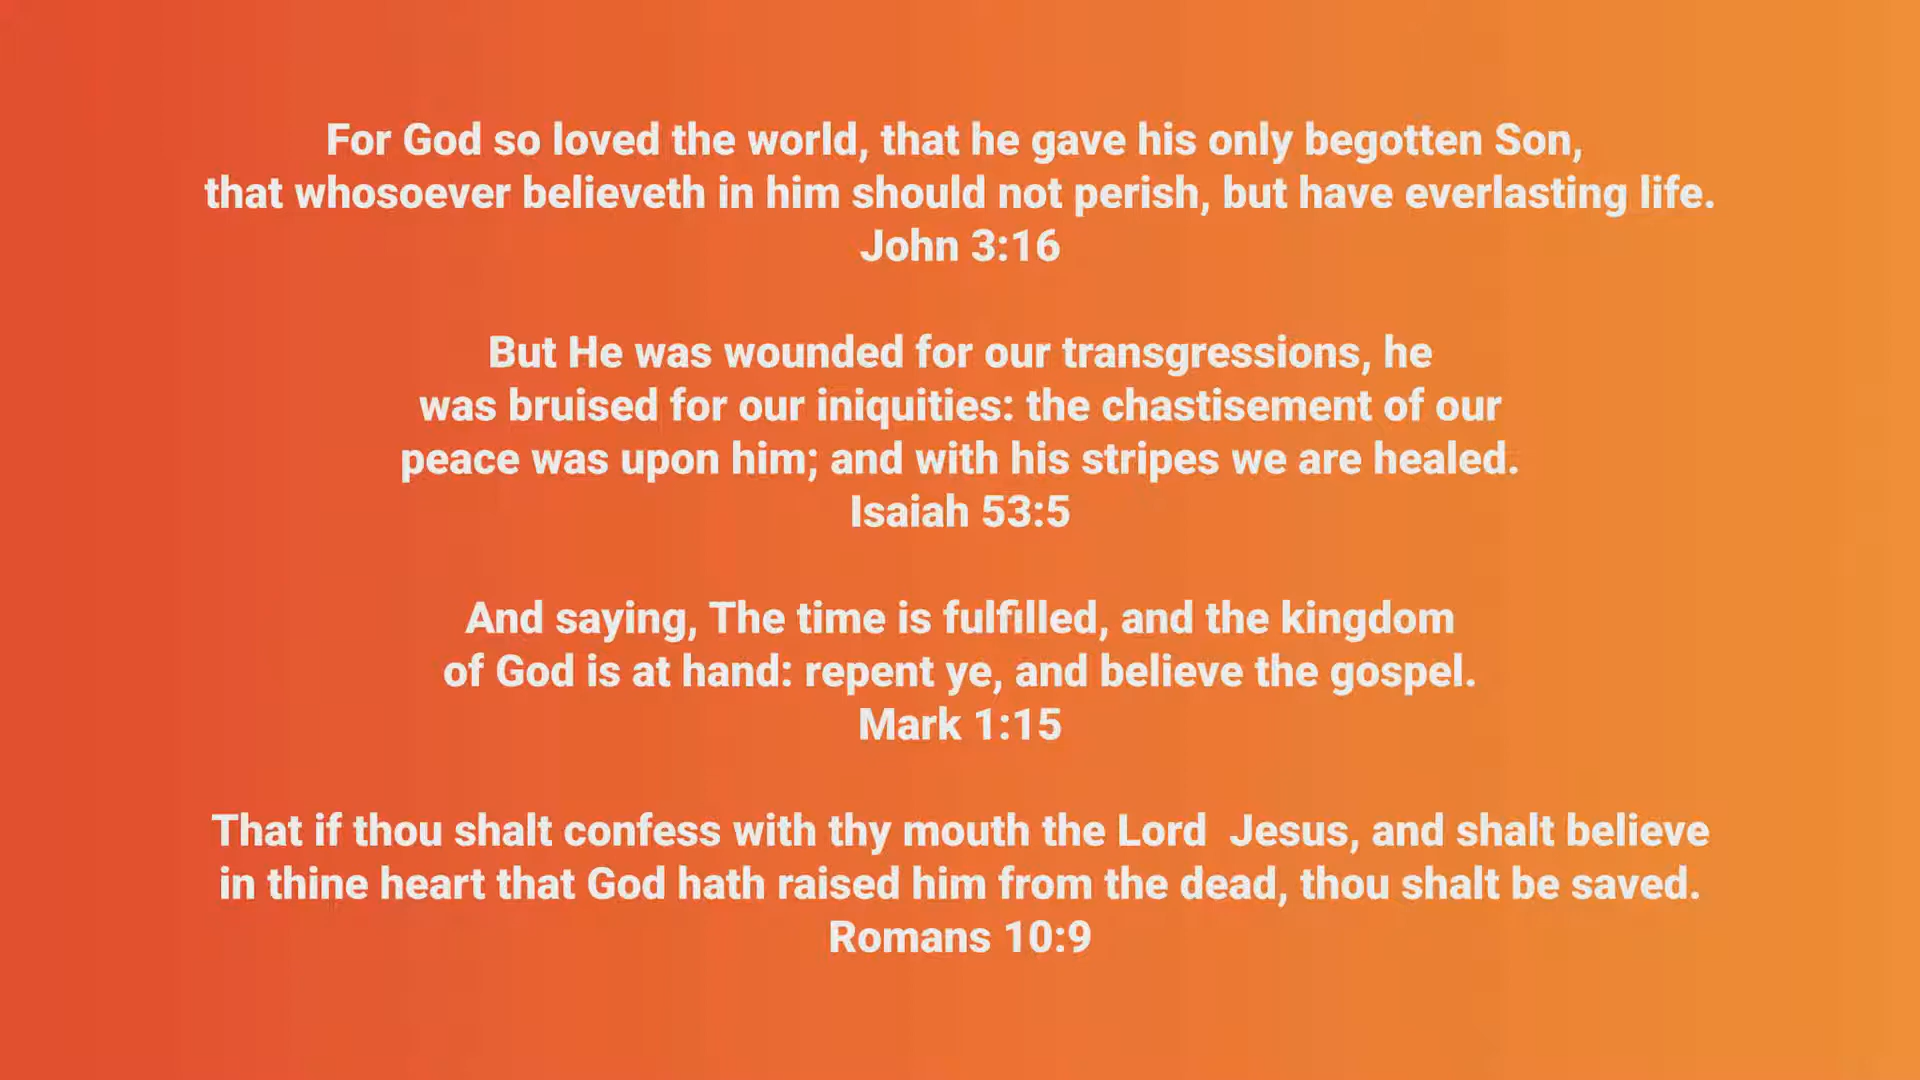 For God so loved the world, that he gave his only begotten Son,
that whosoever believeth in him should not perish, but have everlasting life.
John 3:16
But He was wounded for our transgressions, he
was bruised for our iniquities: the chastisement of our
peace was upon him; and with his stripes we are healed.
Isaiah 53:5
And saying, The time is fulfilled, and the kingdom
of God is at hand: repent ye, and believe the gospel.
Mark 1:15
That if thou shalt confess with thy mouth the Lord  Jesus, and shalt believe
in thine heart that God hath raised him from the dead, thou shalt be saved.
Romans 10:9